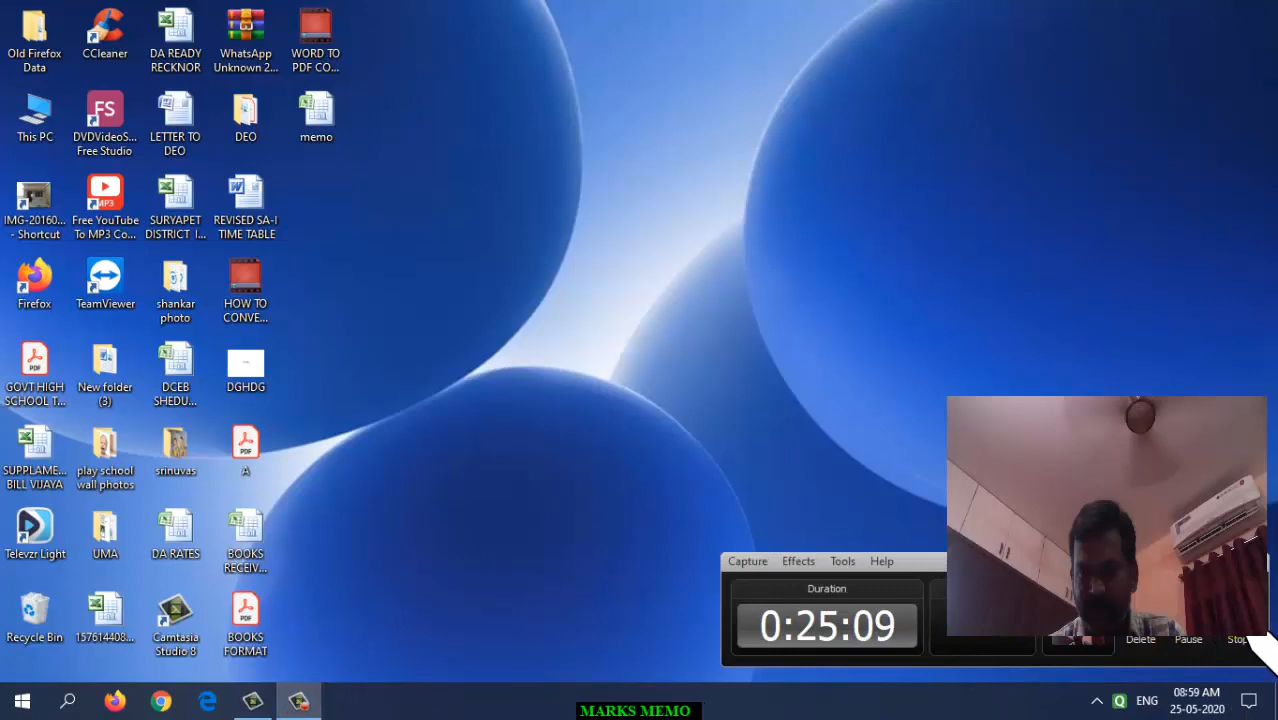 Old Firefox
Data
CCleaner
DA READY
RECKNOR
WhatsApp
Unknown 2...
WORD TO
PDF CO...
This PC
FS
DVDVideoS...
Free Studio
LETTER TO
DEO
DEO
memo
IMG-20160...
- Shortcut
MP3
Free YouTube
To MP3 Co...
SURYAPET
DISTRICT I...
REVISED SA-I
TIME TABLE
Firefox
TeamViewer
shankar
photo
HOW TO
CONVE...
PDF
GOVT HIGH
SCHOOL T...
New folder
(3)
DCEB
SHEDU...
DGHDG
SUPPLAME...
BILL VIJAYA
play school
wall photos
srinuvas
PDF
A
Televzr Light
UMA
DA RATES
BOOKS
RECEIV...
Recycle Bin
157614408...
Camtasia
Studio 8
PDF
BOOKS
FORMAT
Capture Effects Tools Help
Duration
0:25:09
Delete Pause Stop
MARKS MEMO
ENG
08:59 AM
25-05-2020